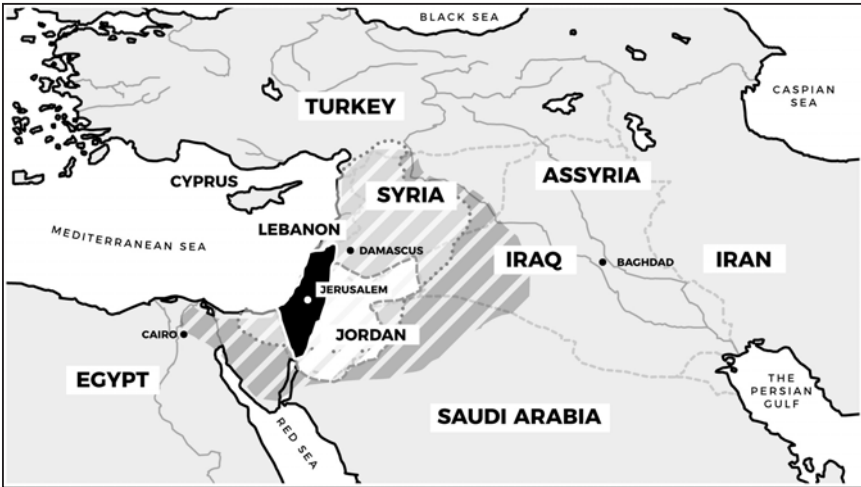 BLACK SEA
CASPIAN
SEA
TURKEY
ASSYRIA
CYPRUS
SYRIA
LEBANON
MEDITERRANEAN SEA
DAMASCUS
IRAQ
BAGHDAD
IRAN
JERUSALEM
CAIRO
JORDAN
EGYPT
THE
PERSIAN
GULF
SAUDI ARABIA
RED SEA